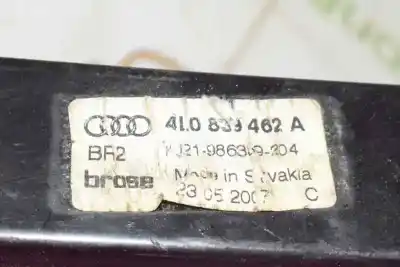 4L0 839 462 A
BR2
brose
Made in Slovakia
23 05 2007 C